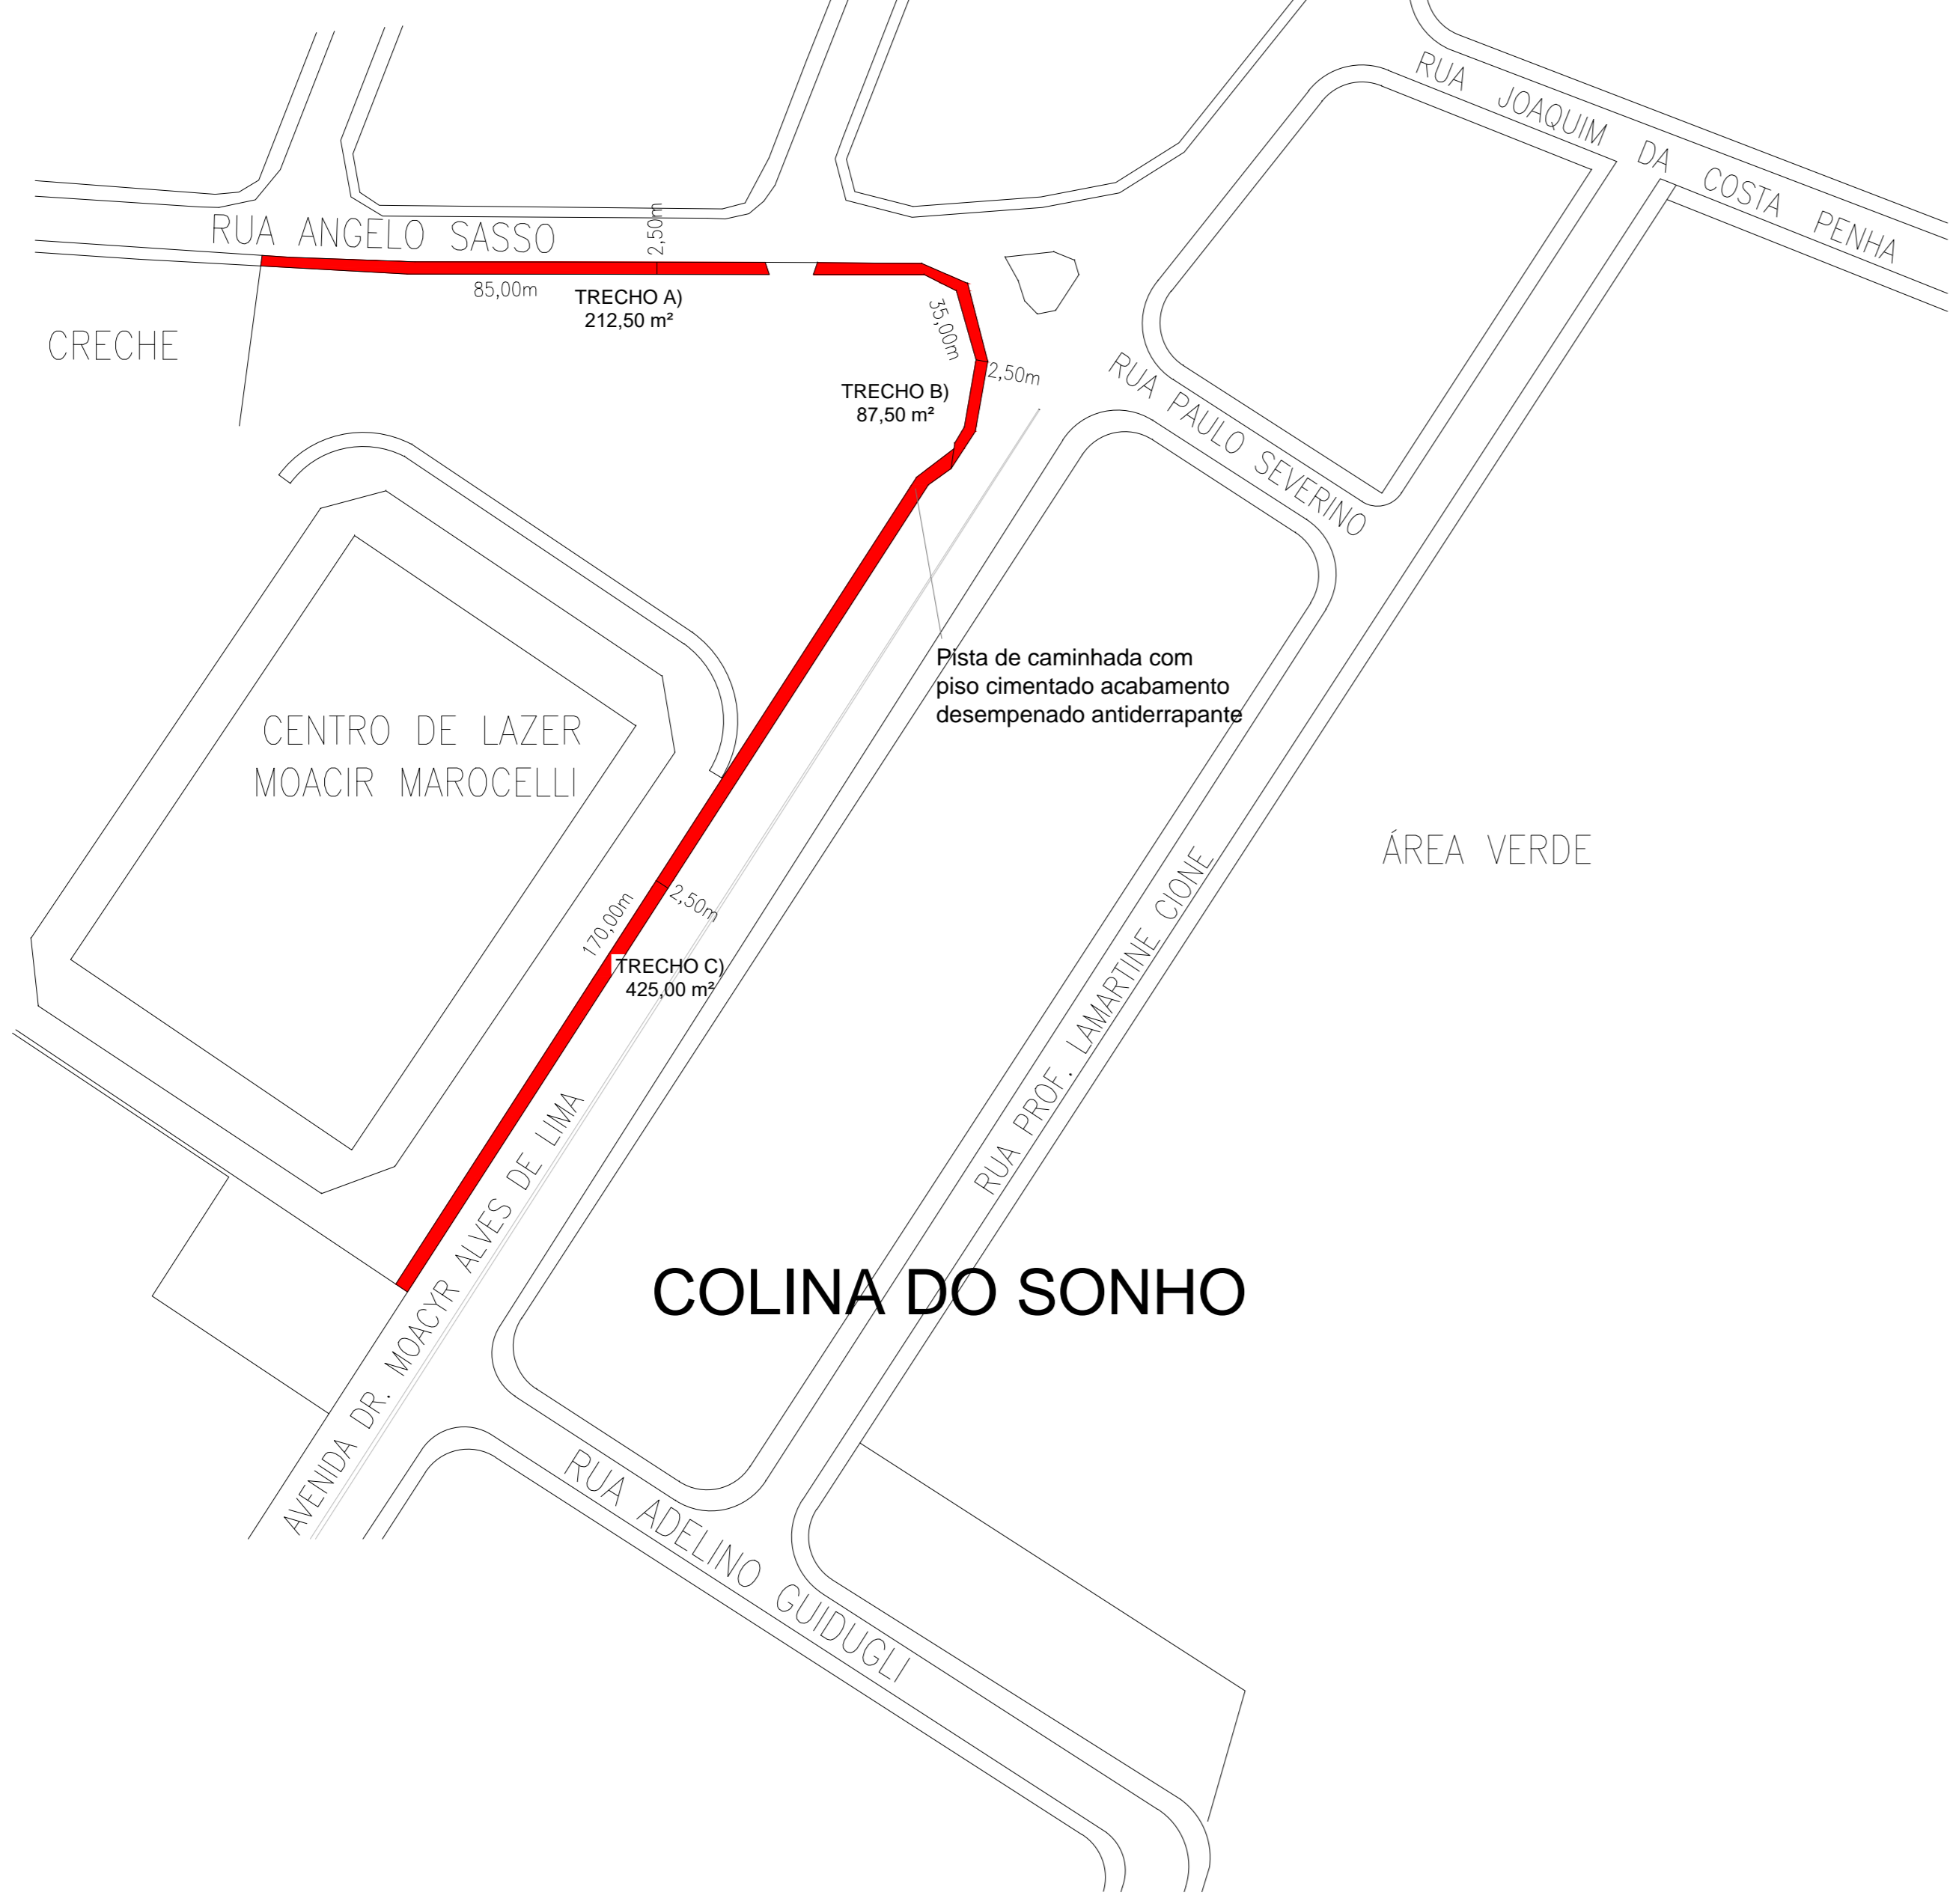 RUA JOAQUIM DA COSTA PENHA
RUA ANGELO SASSO
2,50m
85,00m
TRECHO A)
212,50 m²
35,00m
CRECHE
2,50m
RUA PAULO SEVERINO
TRECHO B)
87,50 m²
Pista de caminhada com
piso cimentado acabamento
desempenado antiderrapante
CENTRO DE LAZER
MOACIR MAROCELLI
ÁREA VERDE
170,00m
2,50m
TRECHO C)
425,00 m²
RUA PROF. LAMARTINE CIONE
AVENIDA DR. MOACYR ALVES DE LIMA
COLINA DO SONHO
RUA ADELINO GUIDUGLI